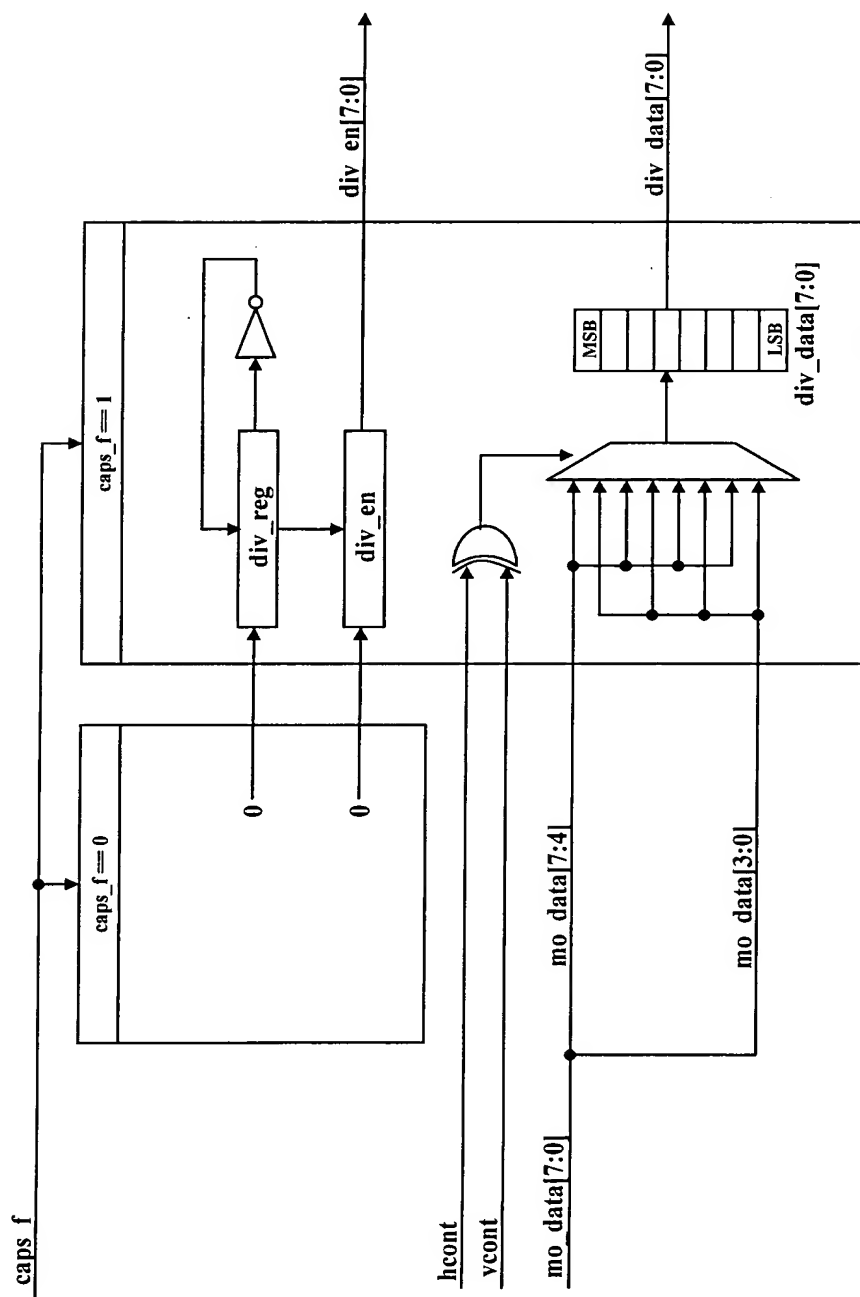 caps_f
caps_f == 0
caps_f == 1
0
0
div_reg
div_en
div_en[7:0]
hcont
vcont
mo_data[7:0]
mo_data[7:4]
mo_data[3:0]
MSB
LSB
div_data[7:0]
div_data[7:0]